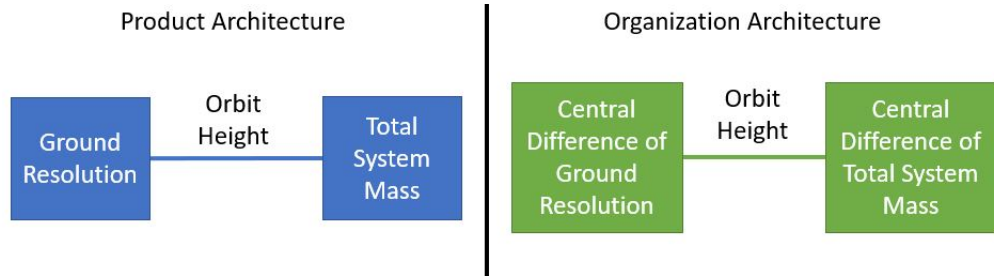 Product Architecture
Ground
Resolution
Orbit
Height
Total
System
Mass
Organization Architecture
Central
Difference of
Ground
Resolution
Orbit
Height
Central
Difference of
Total System
Mass